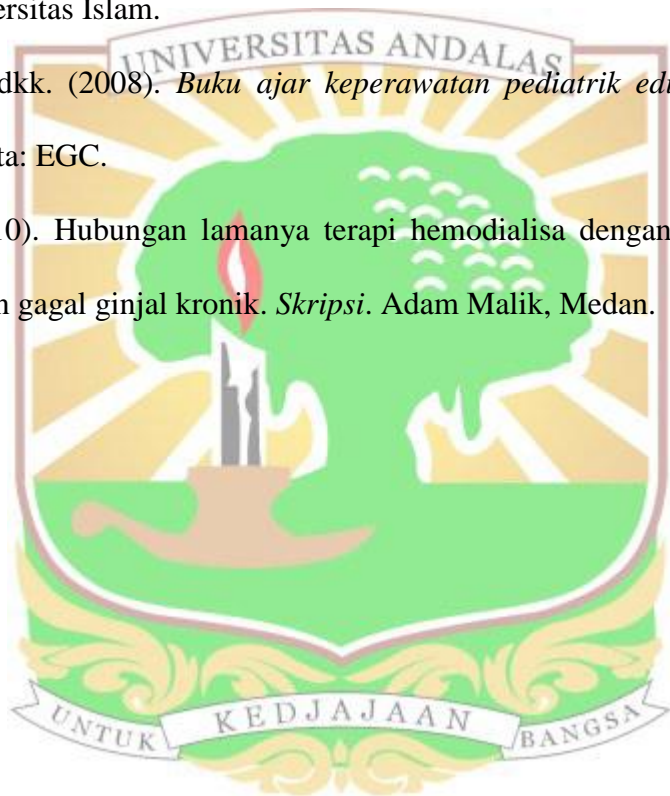 ersitas Islam.
UNIVERSITAS ANDALAS
dkk. (2008). Buku ajar keperawatan pediatrik edi
ta: EGC.
10). Hubungan lamanya terapi hemodialisa dengan
n gagal ginjal kronik. Skripsi. Adam Malik, Medan.
UNTUK KEDJAJAAN BANGSA